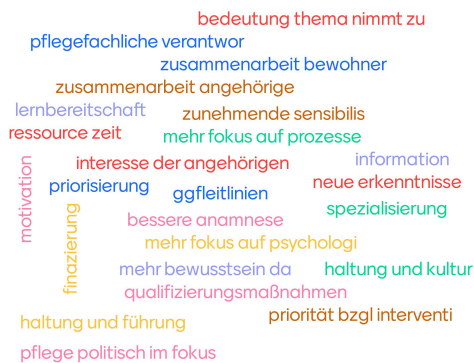 bedeutung thema nimmt zu
pflegefachliche verantwor
zusammenarbeit bewohner
zusammenarbeit angehörige
lernbereitschaft
zunehmende sensibilis
ressource zeit
mehr fokus auf prozesse
motivation
interesse der angehörigen
information
priorisierung
ggfleitlinien
neue erkenntnisse
finazierung
bessere anamnese
spezialisierung
mehr fokus auf psychologi
mehr bewusstsein da
haltung und kultur
qualifizierungsmaßnahmen
haltung und führung
priorität bzgl interventi
pflege politisch im fokus